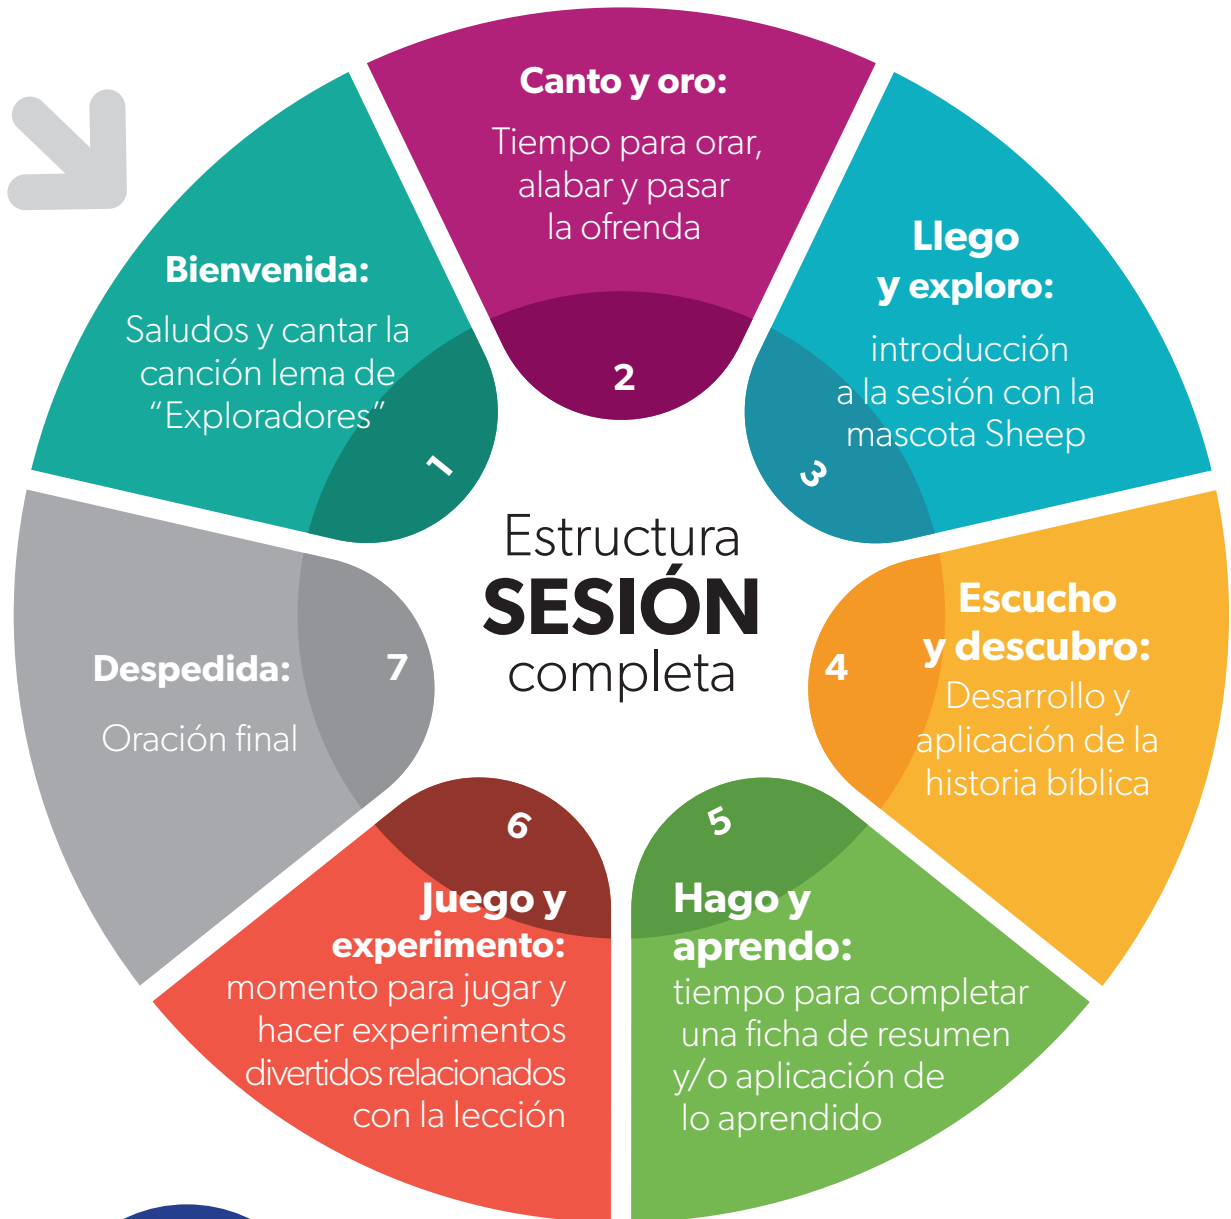 Estructura
SESIÓN
completa
Bienvenida:
Saludos y cantar la
canción lema de
“Exploradores”
1
Canto y oro:
Tiempo para orar,
alabar y pasar
la ofrenda
2
Llego
y exploro:
introducción
a la sesión con la
mascota Sheep
3
Escucho
y descubro:
Desarrollo y
aplicación de la
historia bíblica
4
Hago y
aprendo:
tiempo para completar
una ficha de resumen
y/o aplicación de
lo aprendido
5
Juego y
experimento:
momento para jugar y
hacer experimentos
divertidos relacionados
con la lección
6
Despedida:
Oración final
7